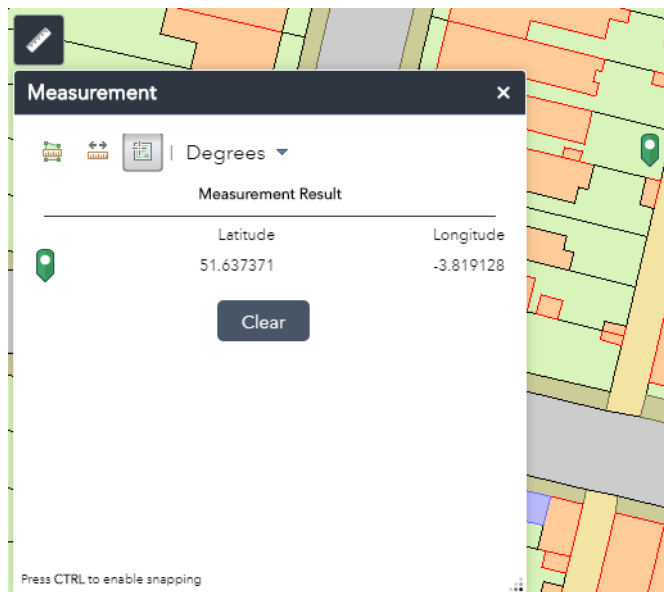 Measurement
Degrees
Measurement Result
Latitude Longitude
51.637371 -3.819128
Clear
Press CTRL to enable snapping